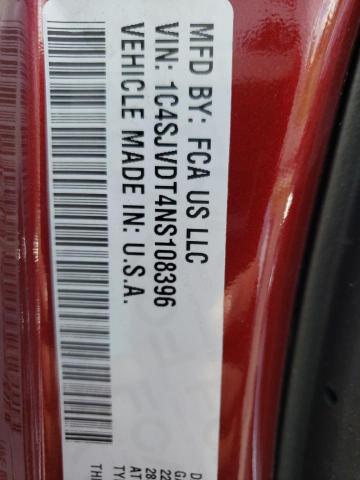 MFD BY: FCA US LLC
VIN: 1C4SJVDT4NS108396
VEHICLE MADE IN: U.S.A.